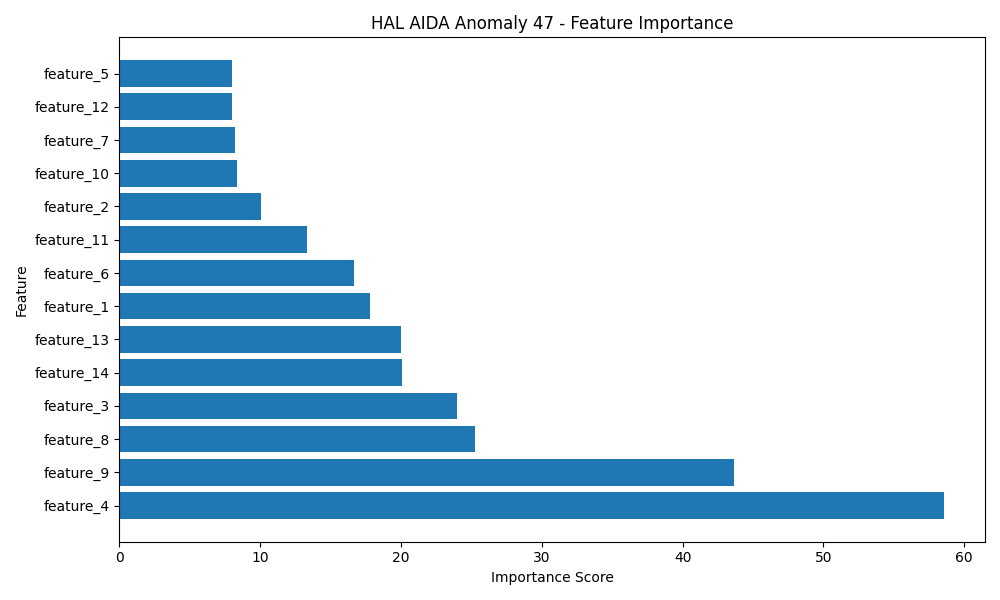 HAL AIDA Anomaly 47 - Feature Importance
Feature
feature_5
feature_12
feature_7
feature_10
feature_2
feature_11
feature_6
feature_1
feature_13
feature_14
feature_3
feature_8
feature_9
feature_4
0 10 20 30 40 50 60
Importance Score